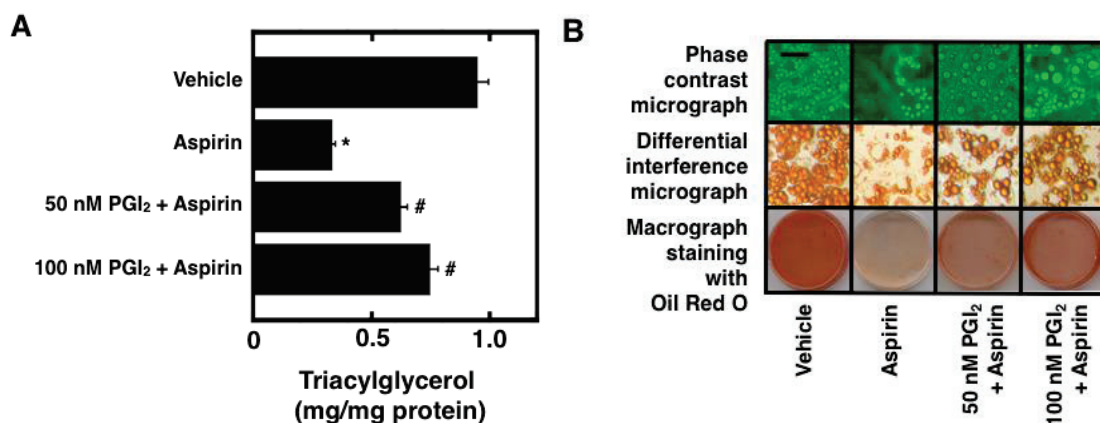 A
Vehicle
Aspirin
*
50 nM PGI₂ + Aspirin
#
100 nM PGI₂ + Aspirin
#
0
0.5
1.0
Triacylglycerol
(mg/mg protein)
B
Phase
contrast
micrograph
Differential
interference
micrograph
Macrograph
staining
with
Oil Red O
Vehicle
Aspirin
50 nM PGI₂
+ Aspirin
100 nM PGI₂
+ Aspirin